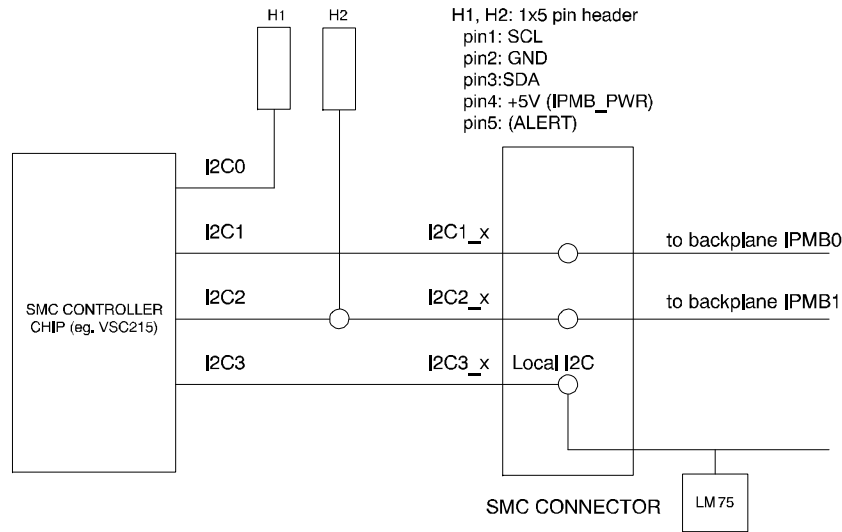 H1
H2
H1, H2: 1x5 pin header
pin1: SCL
pin2: GND
pin3:SDA
pin4: +5V (IPMB_PWR)
pin5: (ALERT)
I2C0
I2C1
I2C1_x
to backplane IPMB0
I2C2
I2C2_x
to backplane IPMB1
SMC CONTROLLER
CHIP (eg. VSC215)
I2C3
I2C3_x
Local I2C
SMC CONNECTOR
LM75